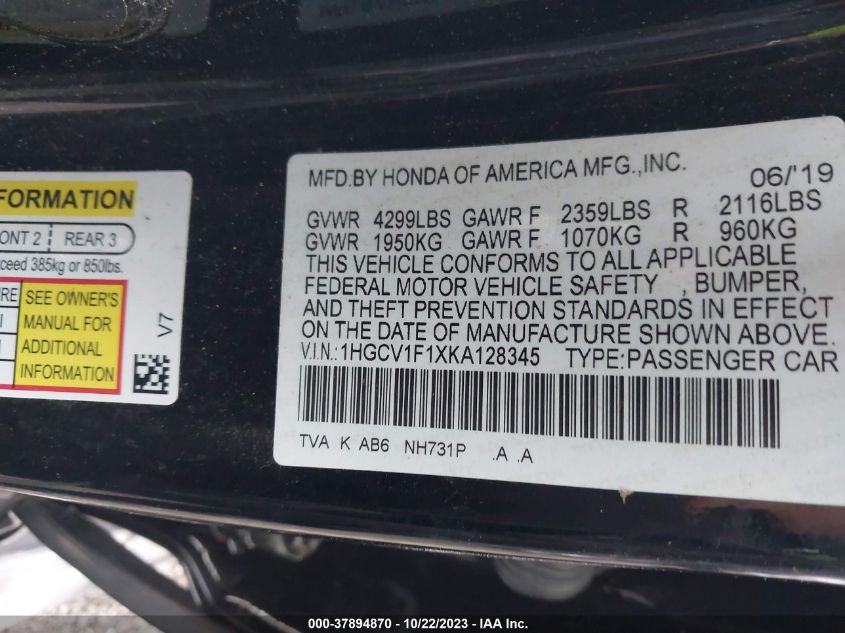 FORMATION
ONT 2 REAR 3
ceed 385kg or 850lbs.
RE SEE OWNER'S
MANUAL FOR
ADDITIONAL
INFORMATION
V7
MFD.BY HONDA OF AMERICA MFG.,INC. 06/'19
GVWR 4299LBS GAWR F 2359LBS R 2116LBS
GVWR 1950KG GAWR F 1070KG R 960KG
THIS VEHICLE CONFORMS TO ALL APPLICABLE
FEDERAL MOTOR VEHICLE SAFETY , BUMPER,
AND THEFT PREVENTION STANDARDS IN EFFECT
ON THE DATE OF MANUFACTURE SHOWN ABOVE.
V.I.N.:1HGCV1F1XKA128345 TYPE:PASSENGER CAR
TVA K AB6 NH731P .A .A
000-37894870 | 10/22/2023 - IAA Inc.